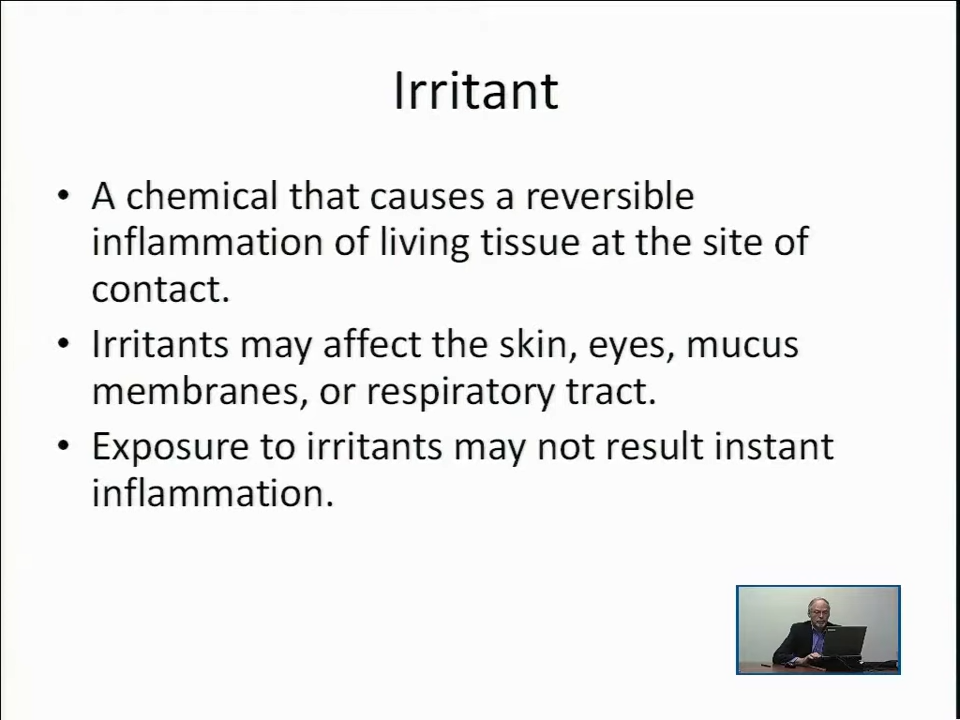 Irritant
• A chemical that causes a reversible
inflammation of living tissue at the site of
contact.
• Irritants may affect the skin, eyes, mucus
membranes, or respiratory tract.
• Exposure to irritants may not result instant
inflammation.